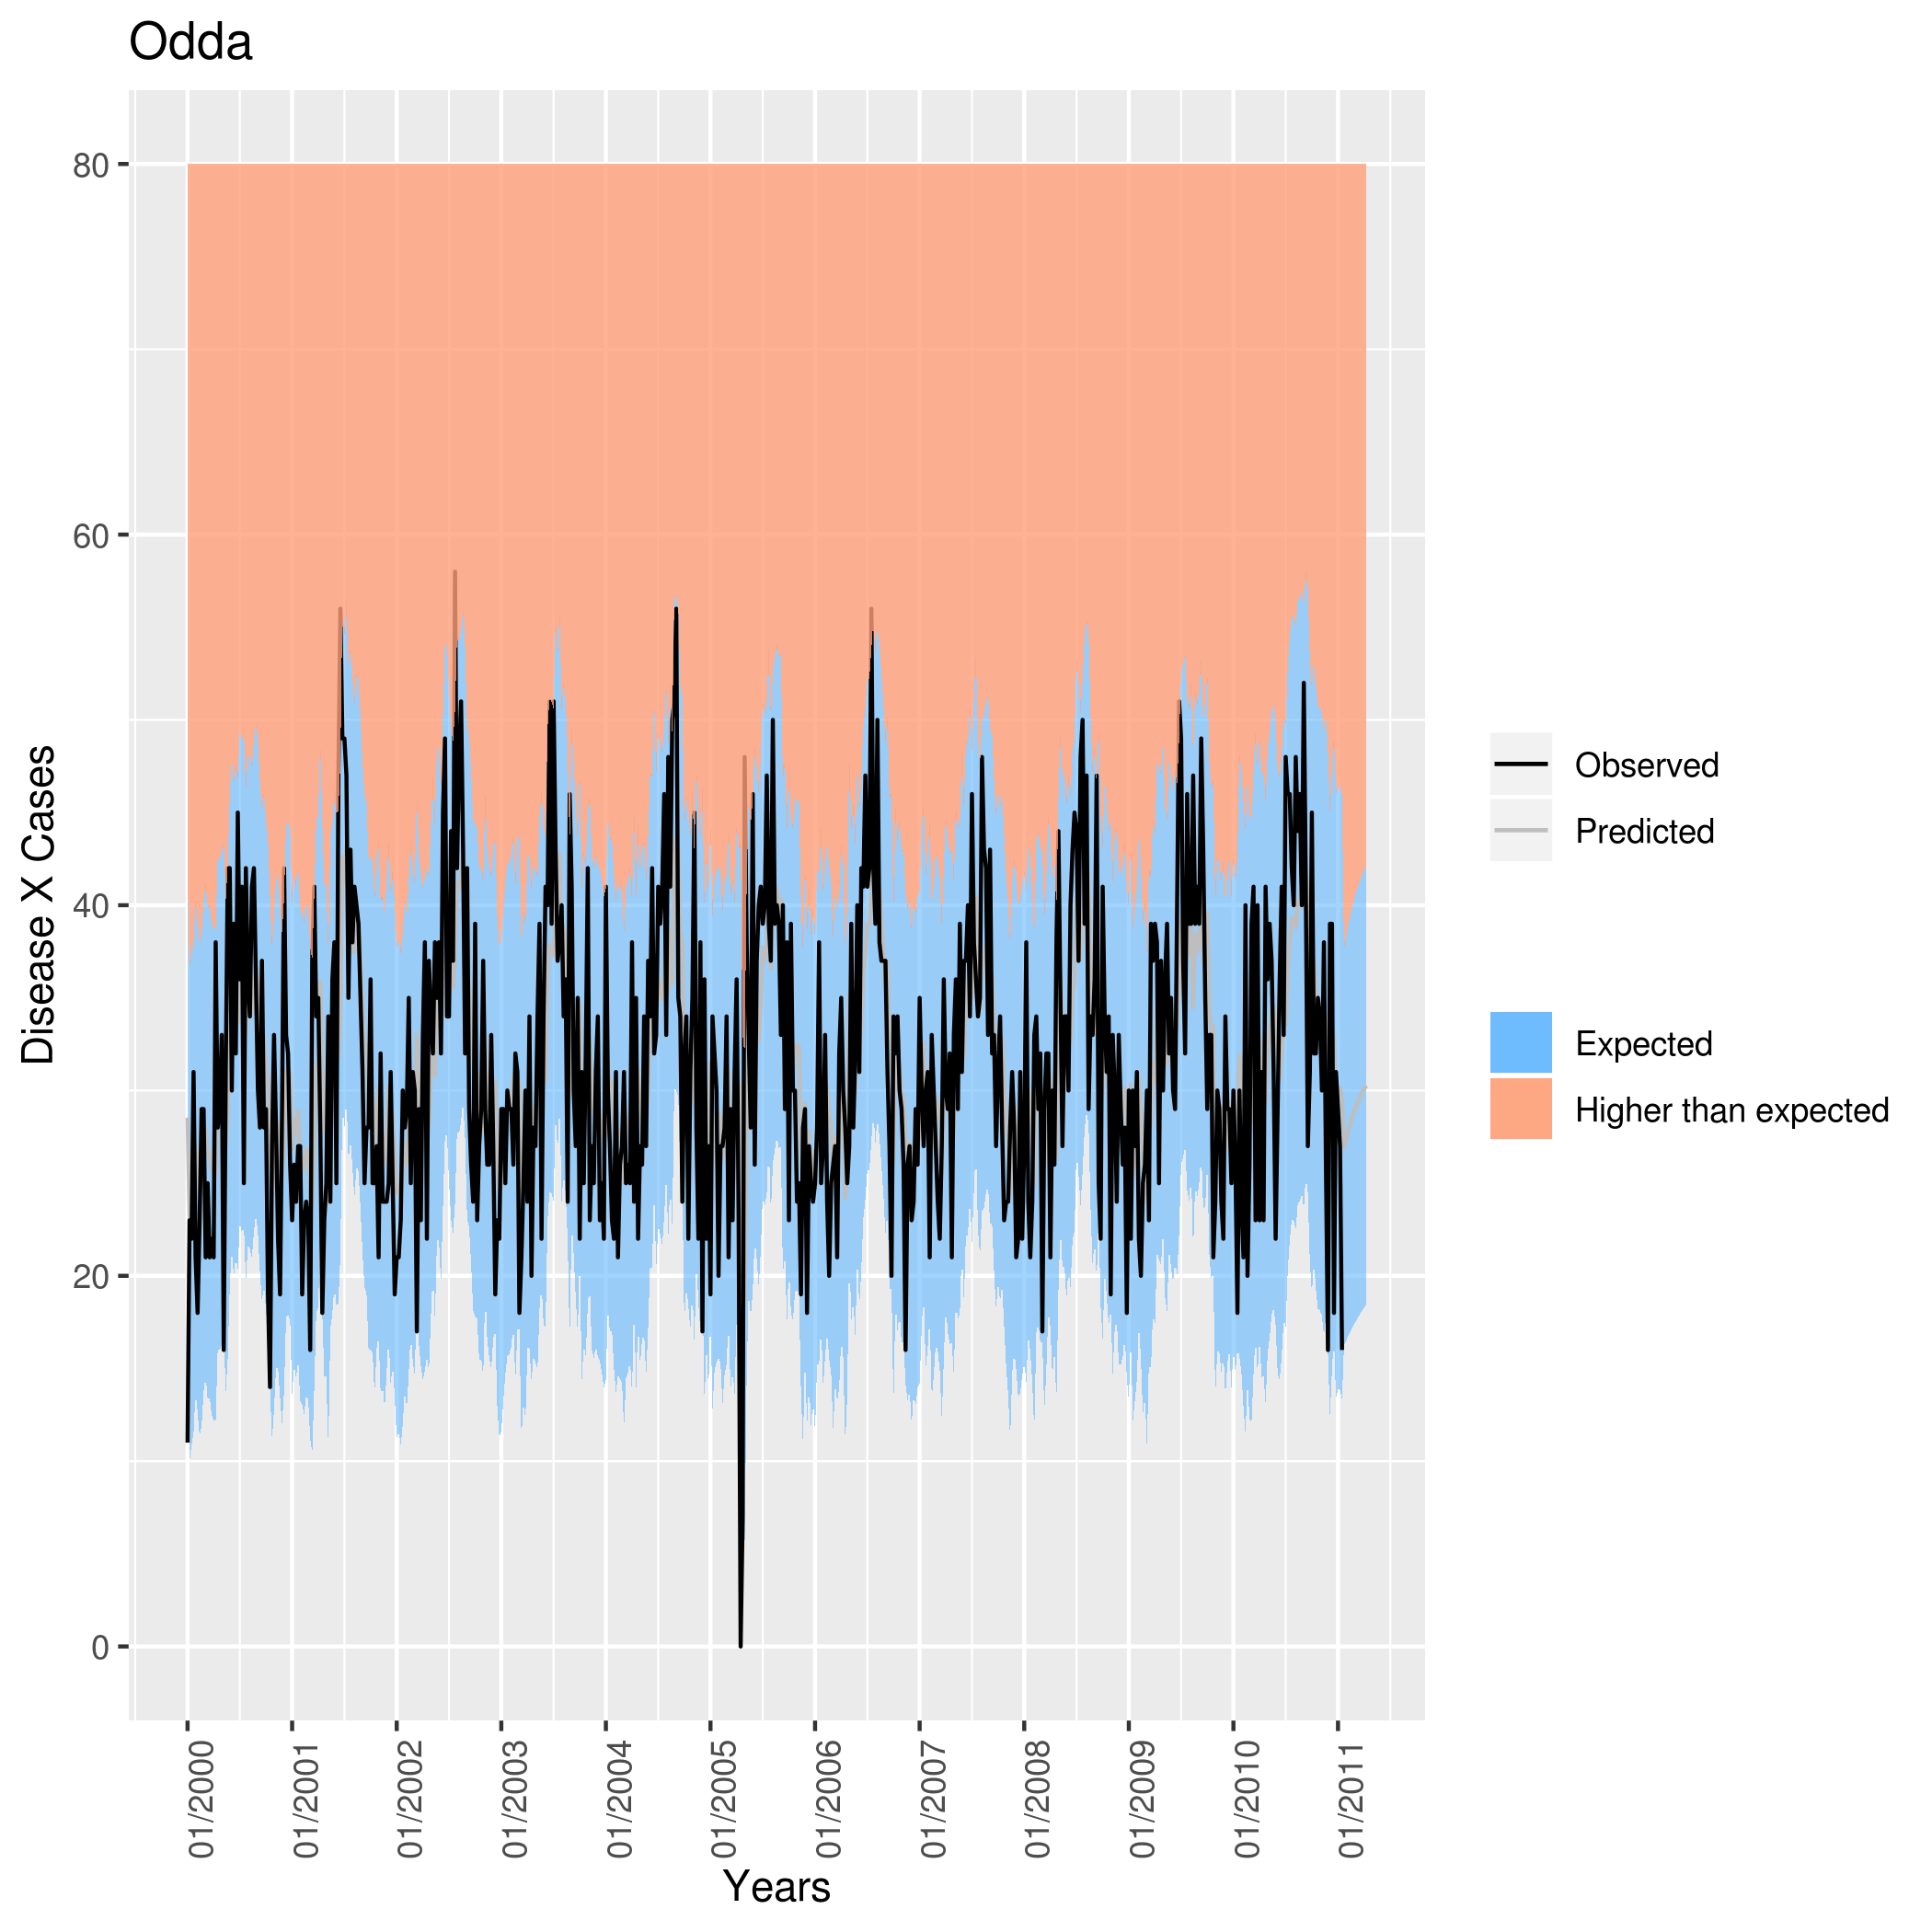 Odda
Disease X Cases
80
60
40
20
0
01/2000
01/2001
01/2002
01/2003
01/2004
01/2005
01/2006
01/2007
01/2008
01/2009
01/2010
01/2011
Years
Observed
Predicted
Expected
Higher than expected